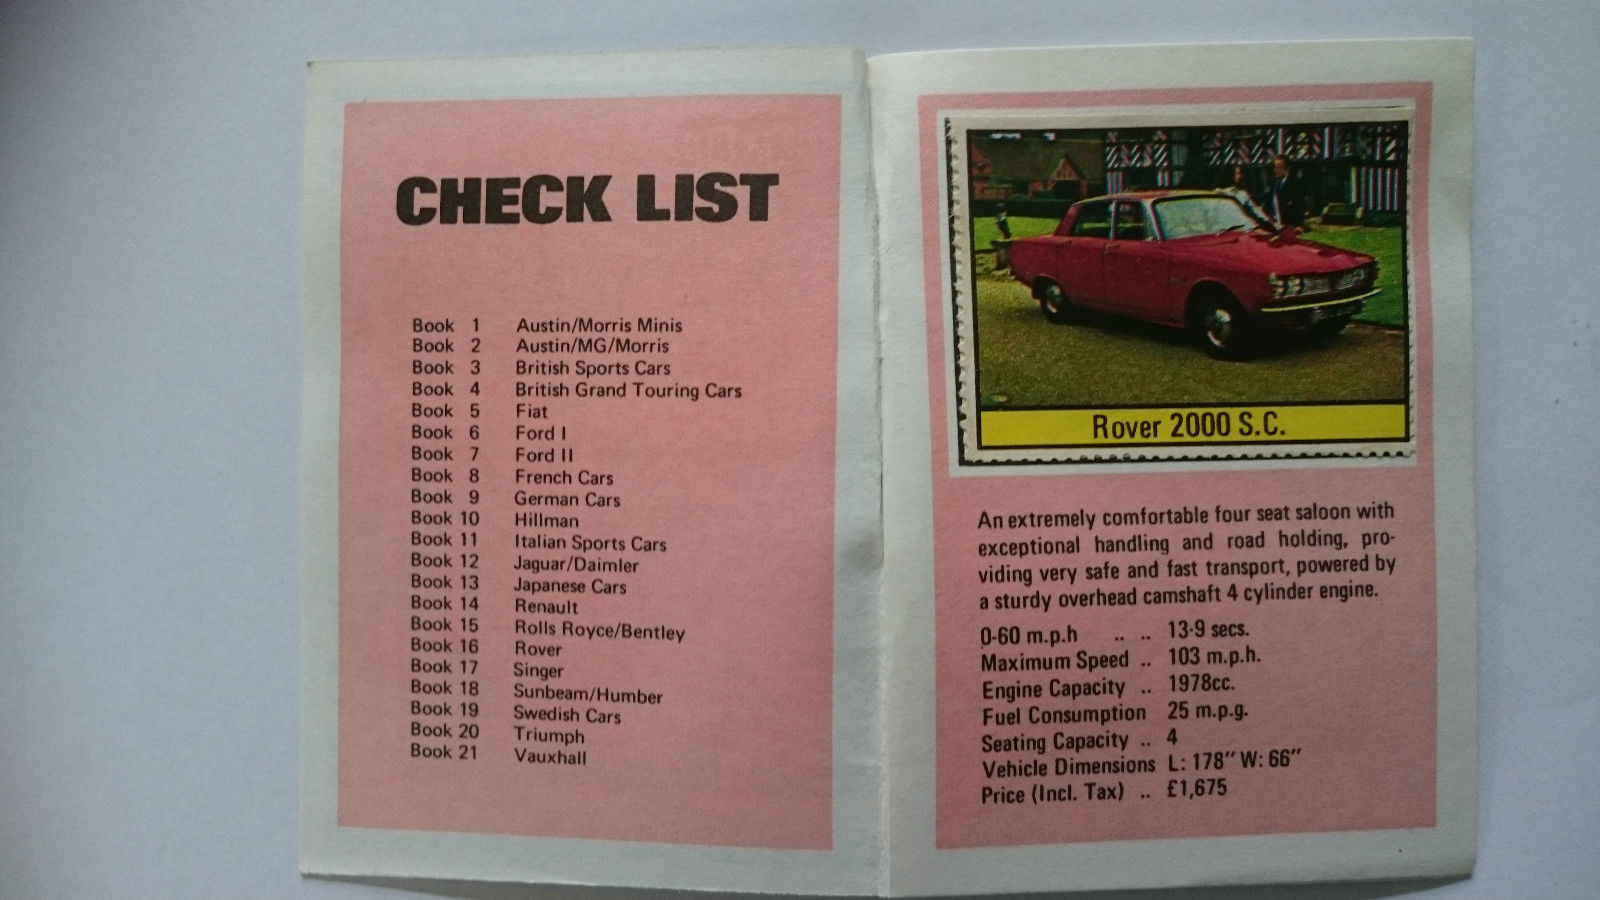 CHECK LIST
Book 1 Austin/Morris Minis
Book 2 Austin/MG/Morris
Book 3 British Sports Cars
Book 4 British Grand Touring Cars
Book 5 Fiat
Book 6 Ford I
Book 7 Ford II
Book 8 French Cars
Book 9 German Cars
Book 10 Hillman
Book 11 Italian Sports Cars
Book 12 Jaguar/Daimler
Book 13 Japanese Cars
Book 14 Renault
Book 15 Rolls Royce/Bentley
Book 16 Rover
Book 17 Singer
Book 18 Sunbeam/Humber
Book 19 Swedish Cars
Book 20 Triumph
Book 21 Vauxhall
Rover 2000 S.C.
An extremely comfortable four seat saloon with
exceptional handling and road holding, pro-
viding very safe and fast transport, powered by
a sturdy overhead camshaft 4 cylinder engine.
0-60 m.p.h .. .. 13·9 secs.
Maximum Speed .. 103 m.p.h.
Engine Capacity .. 1978cc.
Fuel Consumption 25 m.p.g.
Seating Capacity .. 4
Vehicle Dimensions L: 178" W: 66"
Price (Incl. Tax) .. £1,675